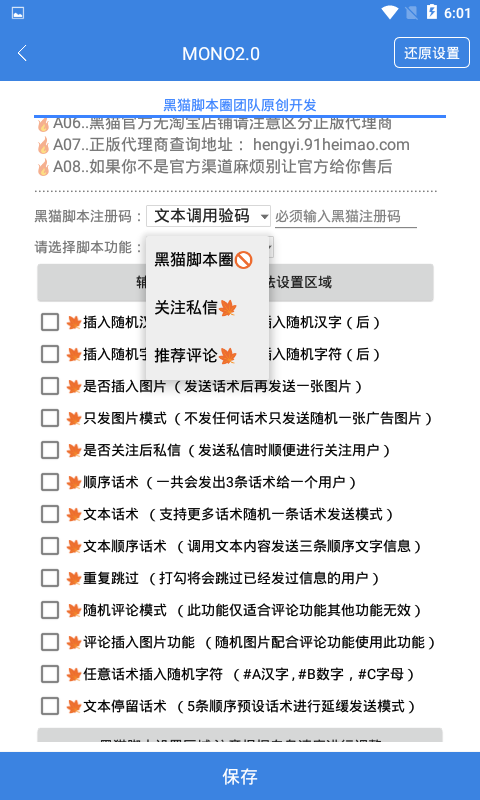 6:01
MONO2.0
还原设置
黑猫脚本圈团队原创开发
🔥A06..黑猫官方无淘宝店铺请注意区分正版代理商
🔥A07..正版代理商查询地址： hengyi.91heimao.com
🔥A08..如果你不是官方渠道麻烦别让官方给你售后
黑猫脚本注册码： 文本调用验码 必须输入黑猫注册码
请选择脚本功能：
黑猫脚本圈🚫
关注私信🍁
推荐评论🍁
辅 法设置区域
🍁插入随机汉 入随机汉字（后）
🍁插入随机字 入随机字符（后）
🍁是否插入图片（发送话术后再发送一张图片）
🍁只发图片模式（不发任何话术只发送随机一张广告图片）
🍁是否关注后私信（发送私信时顺便进行关注用户）
🍁顺序话术（一共会发出3条话术给一个用户）
🍁文本话术 （支持更多话术随机一条话术发送模式）
🍁文本顺序话术 （调用文本内容发送三条顺序文字信息）
🍁重复跳过 （打勾将会跳过已经发过信息的用户）
🍁随机评论模式 （此功能仅适合评论功能其他功能无效）
🍁评论插入图片功能 （随机图片配合评论功能使用此功能）
🍁任意话术插入随机字符（#A汉字,#B数字，#C字母）
🍁文本停留话术 （5条顺序预设话术进行延缓发送模式）
保存